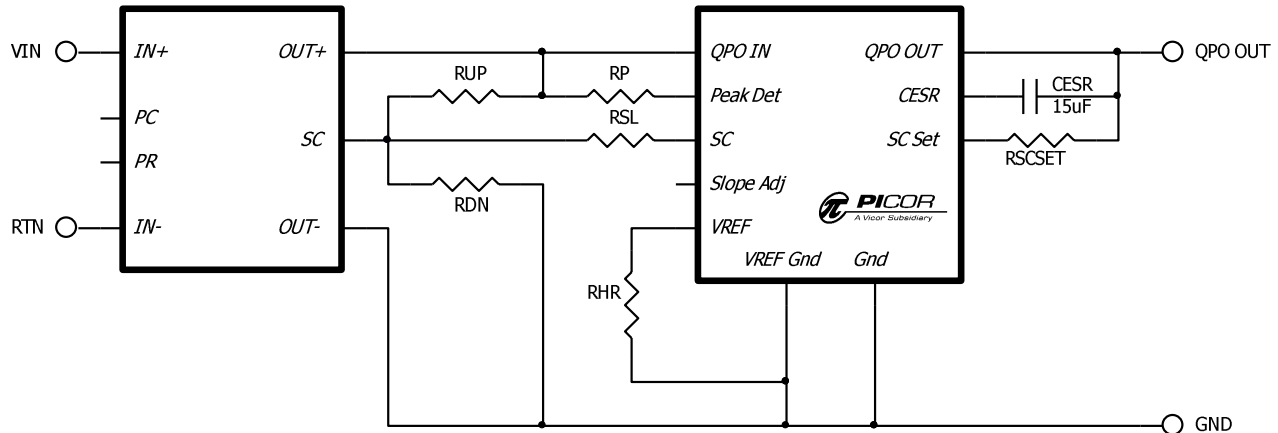 VIN
IN+
OUT+
QPO IN
QPO OUT
QPO OUT
RUP
RP
Peak Det
CESR
CESR
15uF
PC
RSL
SC
SC
SC Set
RSCSET
PR
RDN
Slope Adj
π PICOR
A Vicor Subsidiary
RTN
IN-
OUT-
VREF
VREF Gnd
Gnd
RHR
GND